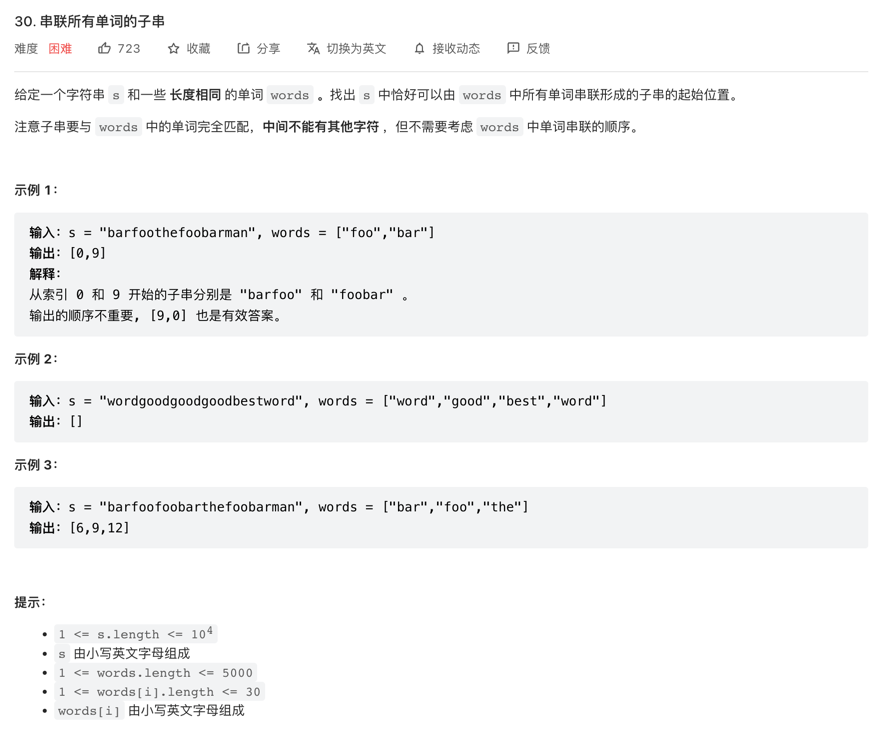 30. 串联所有单词的子串
难度 困难 723 收藏 分享 切换为英文 接收动态 反馈
给定一个字符串 s 和一些 长度相同 的单词 words 。找出 s 中恰好可以由 words 中所有单词串联形成的子串的起始位置。
注意子串要与 words 中的单词完全匹配，中间不能有其他字符 ，但不需要考虑 words 中单词串联的顺序。
示例 1：
输入：s = "barfoothefoobarman", words = ["foo","bar"]
输出：[0,9]
解释：
从索引 0 和 9 开始的子串分别是 "barfoo" 和 "foobar" 。
输出的顺序不重要, [9,0] 也是有效答案。
示例 2：
输入：s = "wordgoodgoodgoodbestword", words = ["word","good","best","word"]
输出：[]
示例 3：
输入：s = "barfoofoobarthefoobarman", words = ["bar","foo","the"]
输出：[6,9,12]
提示：
• 1 <= s.length <= 10⁴
• s 由小写英文字母组成
• 1 <= words.length <= 5000
• 1 <= words[i].length <= 30
• words[i] 由小写英文字母组成